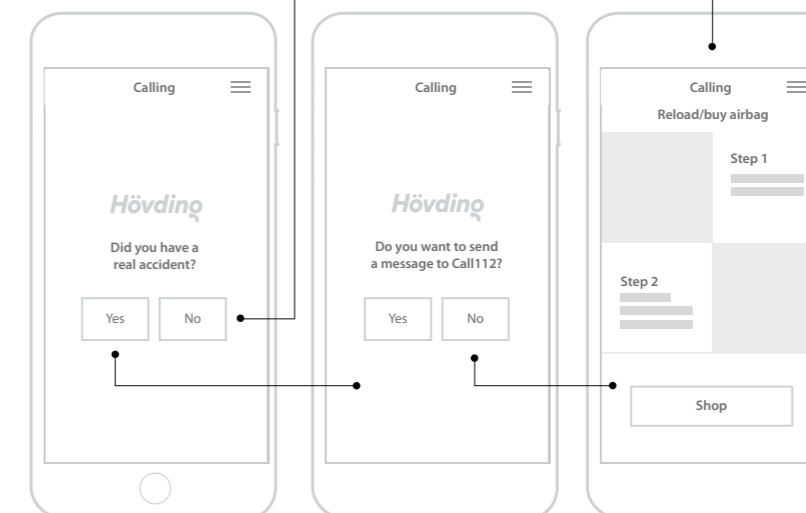 Calling
Hövding
Did you have a
real accident?
Yes
No
Calling
Hövding
Do you want to send
a message to Call112?
Yes
No
Calling
Reload/buy airbag
Step 1
Step 2
Shop